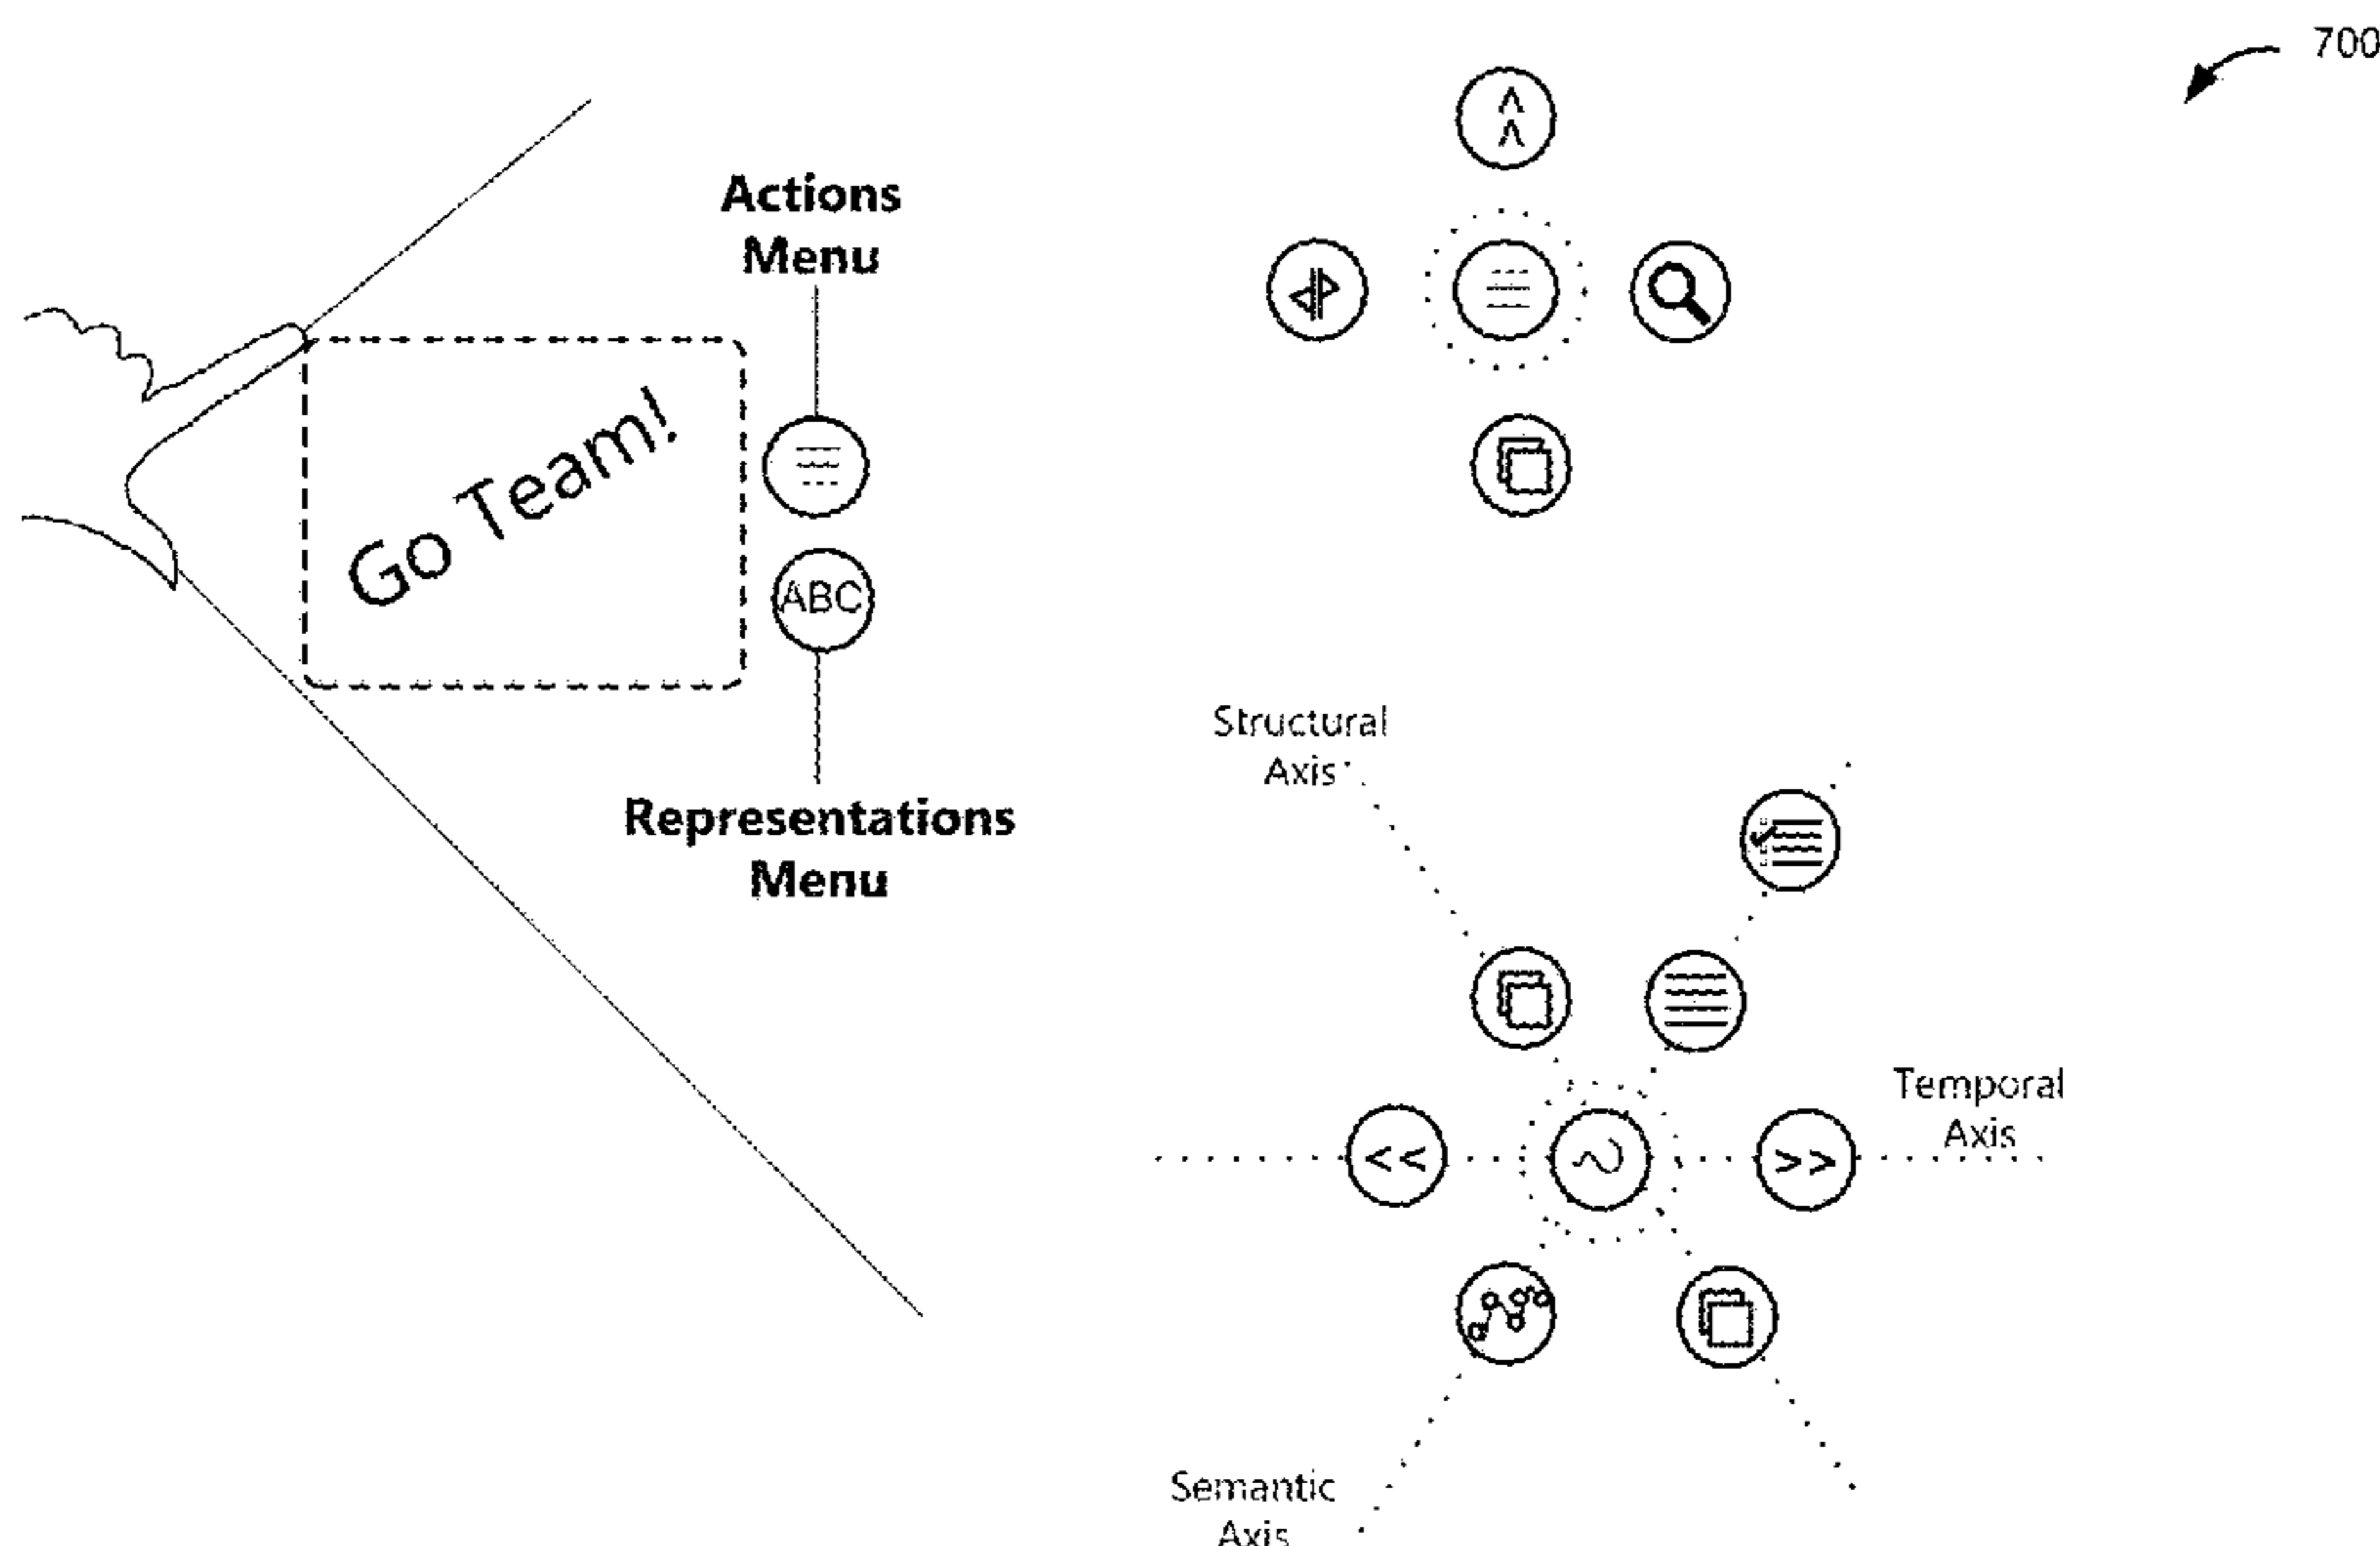 700
Actions
Menu
Go Team!
ABC
Representations
Menu
Structural
Axis
Temporal
Axis
<< >>
Semantic
Axis